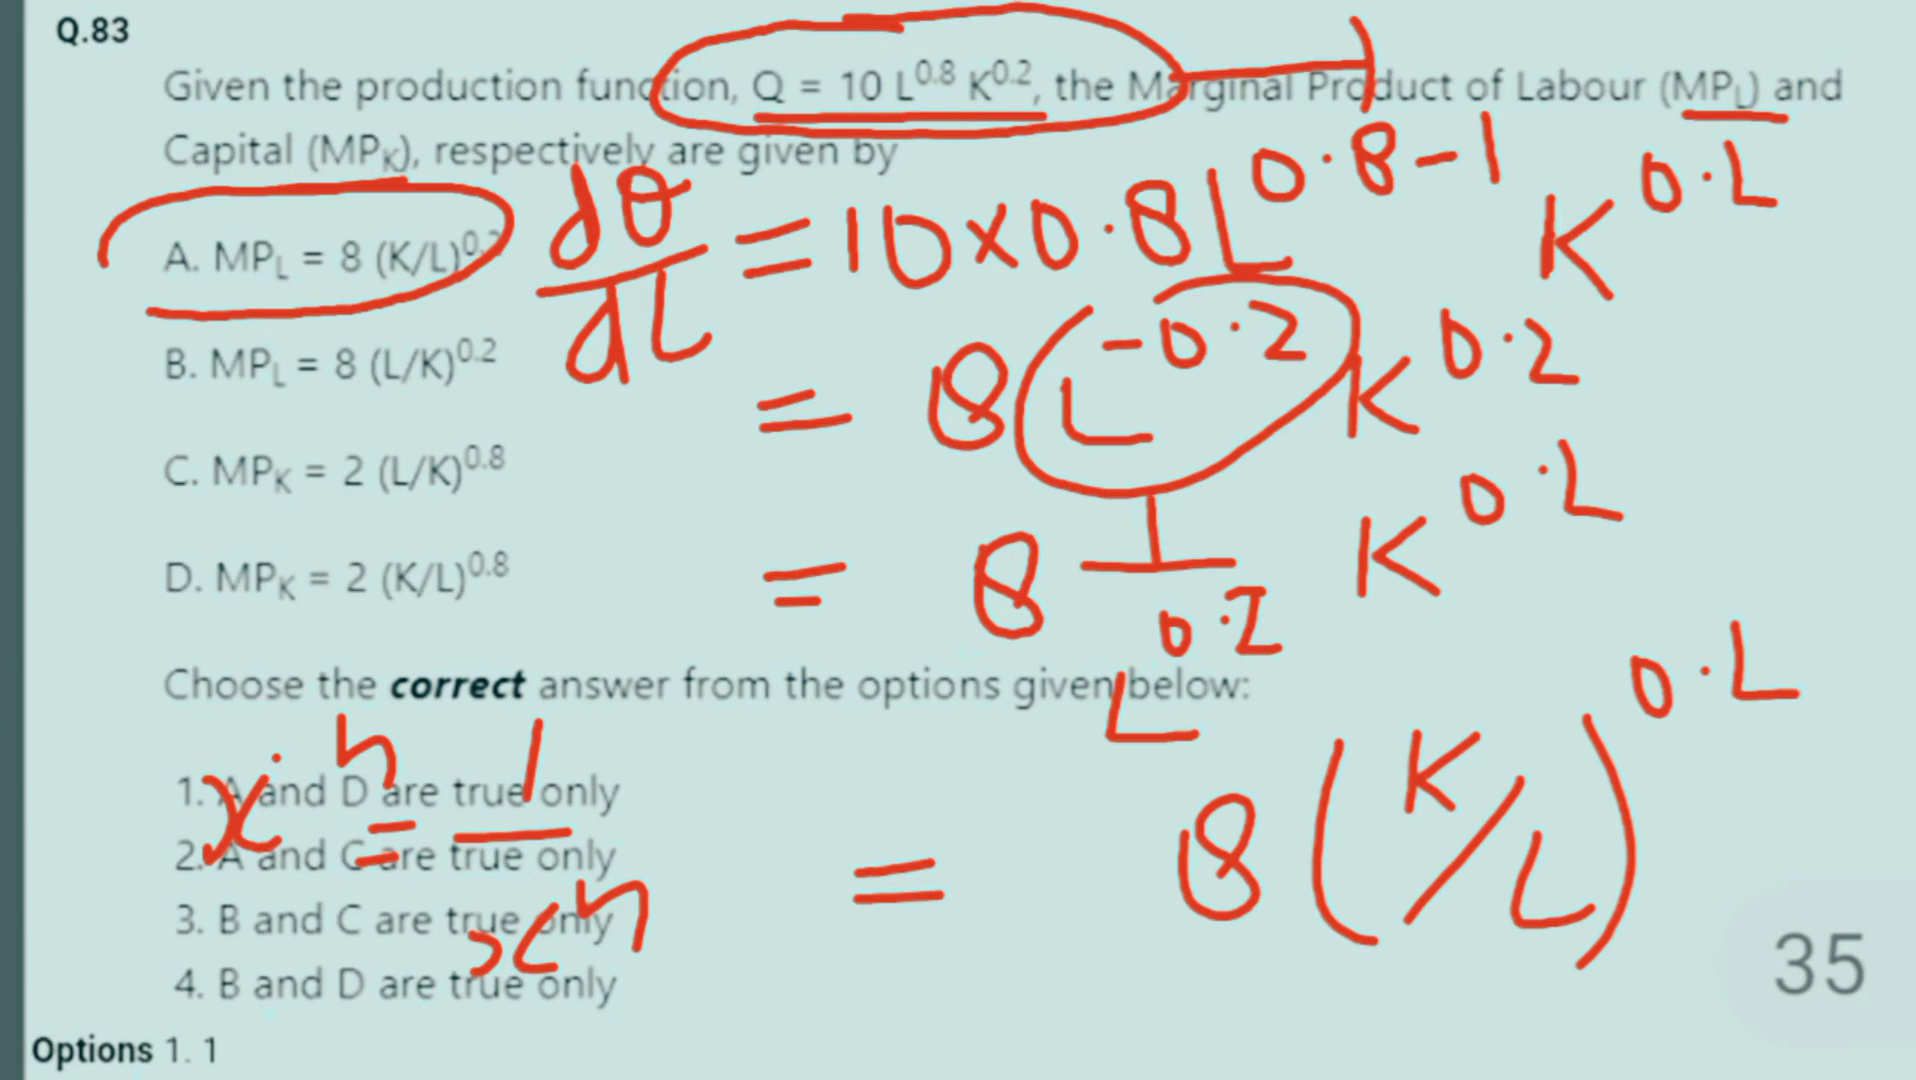 Q.83
Given the production function, Q = 10 L^0.8 K^0.2, the Marginal Product of Labour (MP_L) and
Capital (MP_K), respectively are given by
A. MP_L = 8 (K/L)^0.2
B. MP_L = 8 (L/K)^0.2
C. MP_K = 2 (L/K)^0.8
D. MP_K = 2 (K/L)^0.8
dQ/dL = 10×0.8 L^0.8-1 K^0.2
= 8 L^-0.2 K^0.2
= 8 1/L^0.2 K^0.2
= 8 (K/L)^0.2
Choose the correct answer from the options given below:
1. A and D are true only
2. A and C are true only
3. B and C are true only
4. B and D are true only
x^-n = 1/x^n
35
Options 1. 1